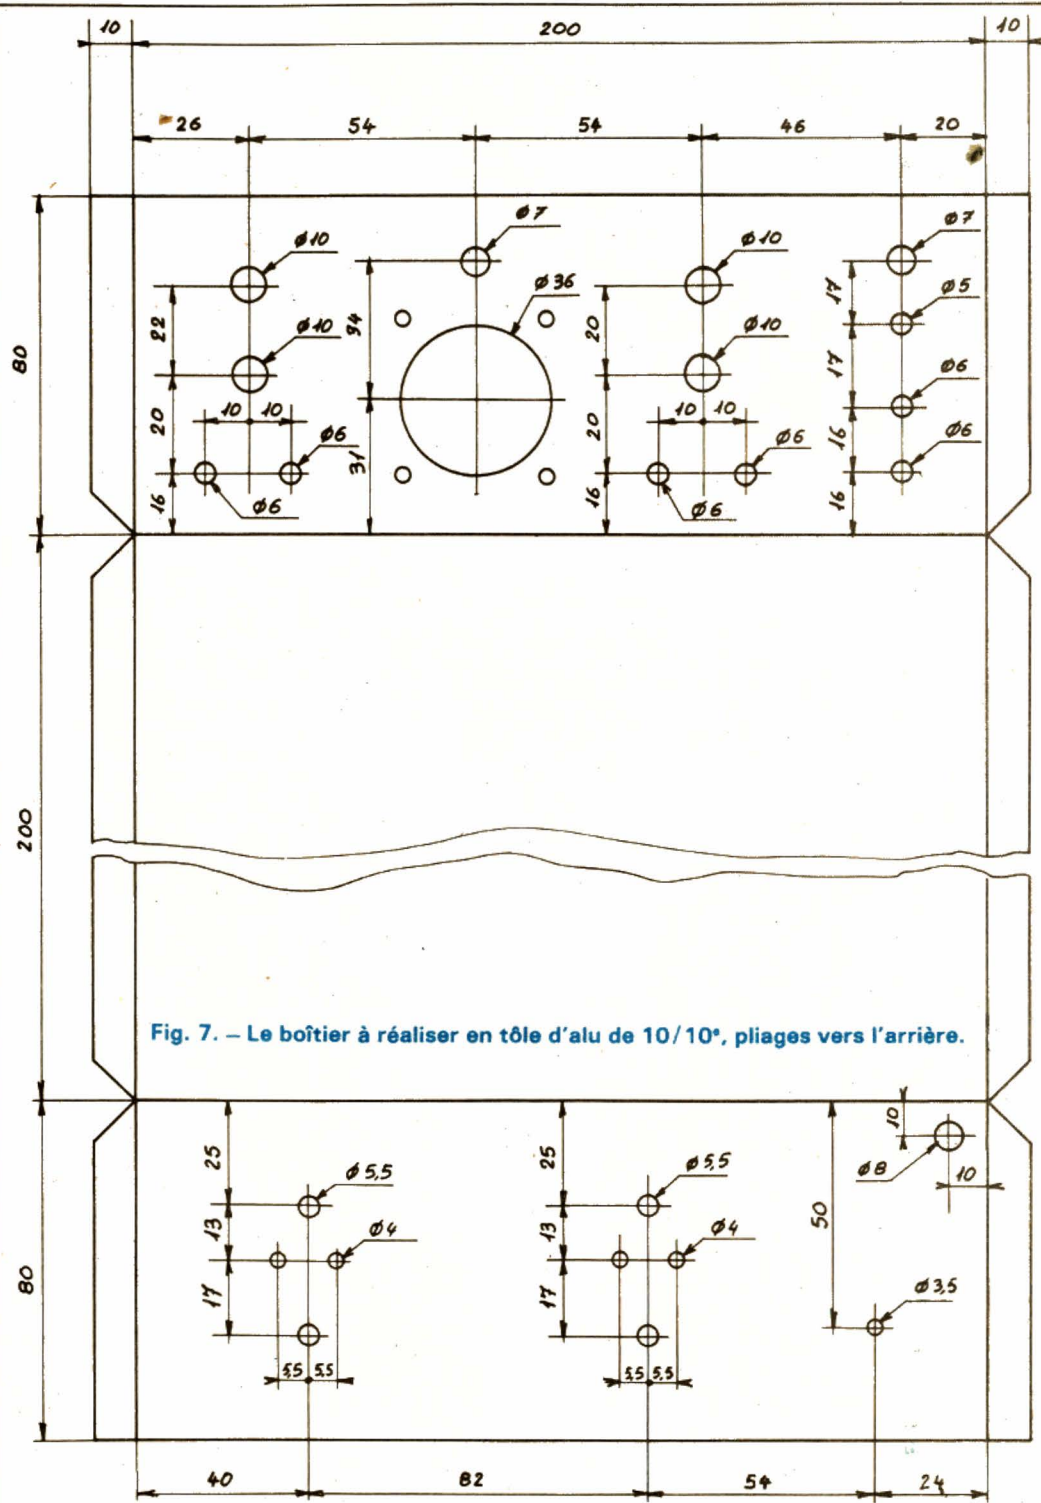 10 200 10
26 54 54 46 20
80
ø10 ø7 ø10 ø7
ø36
22 34 20 17 ø5
ø10 ø10
17
20 10 10 20 10 10 ø6
31 16
ø6 ø6 ø6
16 ø6 16 ø6 16
200
Fig. 7. – Le boîtier à réaliser en tôle d'alu de 10/10e, pliages vers l'arrière.
80
25 25 10
ø5,5 ø5,5 ø8 10
13 ø4 13 ø4 50
17 17
ø3,5
5,5 5,5 5,5 5,5
40 82 54 24